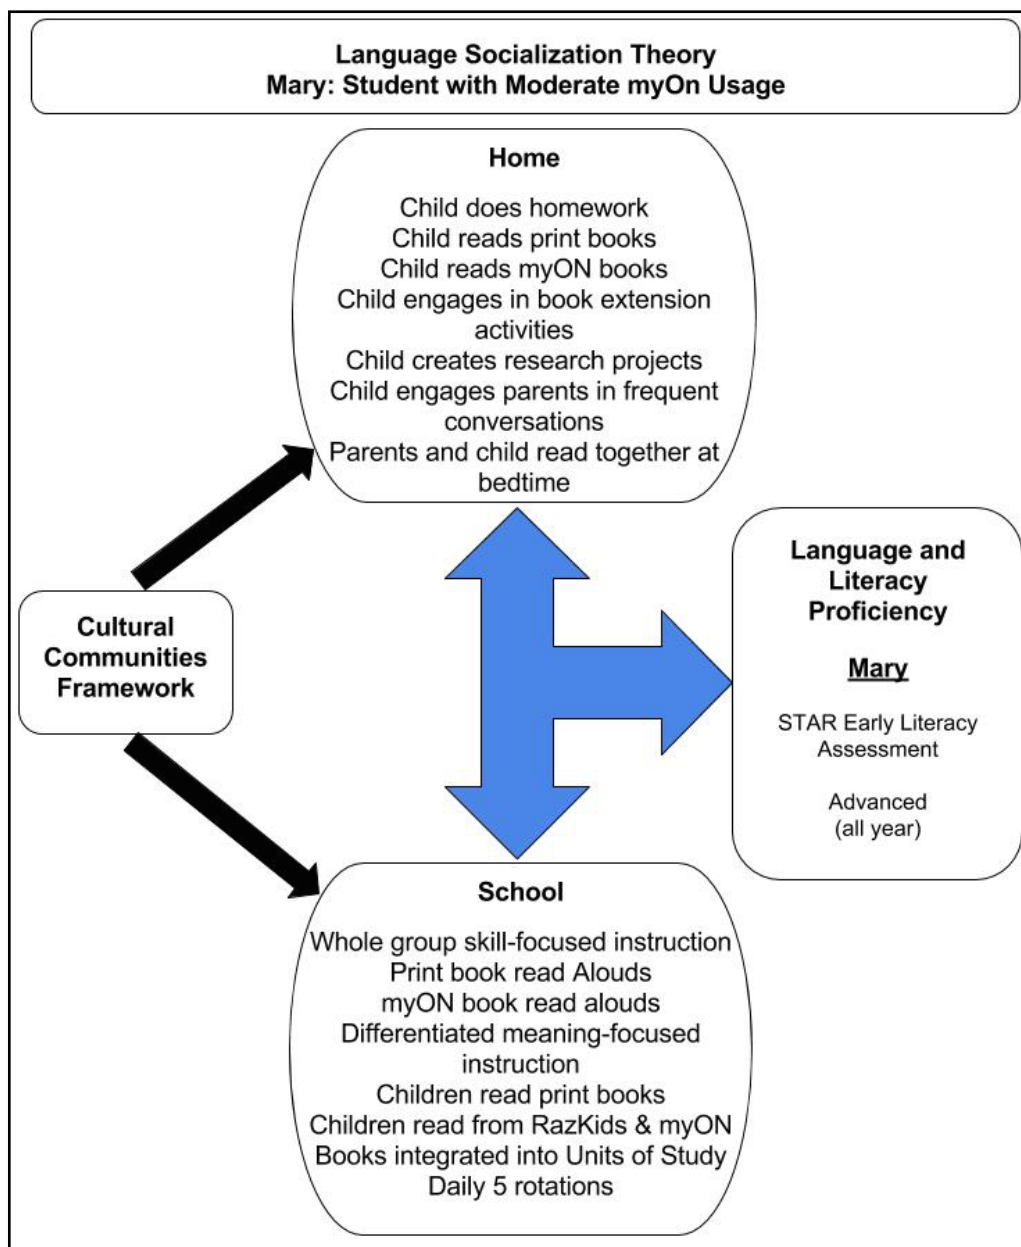 Language Socialization Theory
Mary: Student with Moderate myOn Usage
Home
Child does homework
Child reads print books
Child reads myON books
Child engages in book extension
activities
Child creates research projects
Child engages parents in frequent
conversations
Parents and child read together at
bedtime
Cultural
Communities
Framework
Language and
Literacy
Proficiency
Mary
STAR Early Literacy
Assessment
Advanced
(all year)
School
Whole group skill-focused instruction
Print book read Alouds
myON book read alouds
Differentiated meaning-focused
instruction
Children read print books
Children read from RazKids & myON
Books integrated into Units of Study
Daily 5 rotations